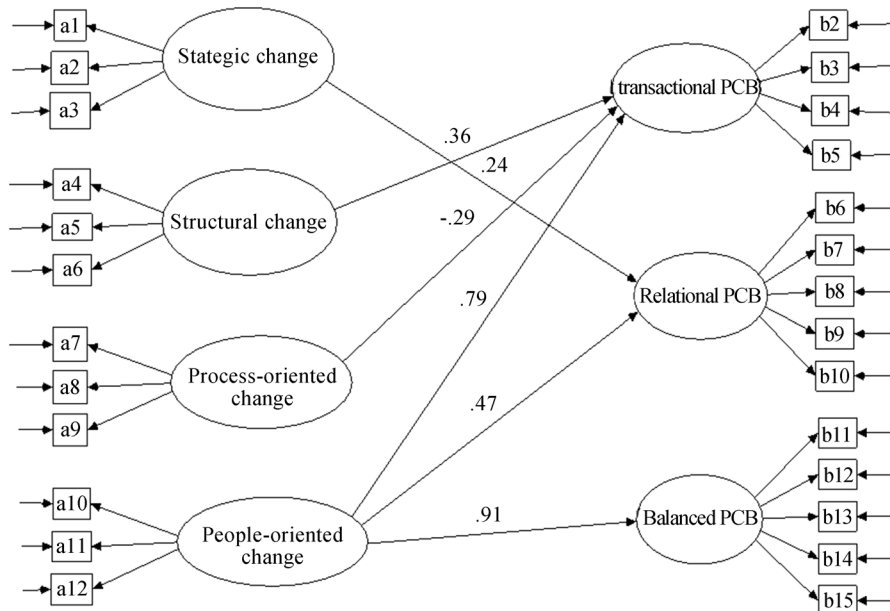 a1
a2
a3
Stategic change
a4
a5
a6
Structural change
a7
a8
a9
Process-oriented
change
a10
a11
a12
People-oriented
change
.36
.24
-.29
.79
.47
.91
(transactional PCB)
Relational PCB
Balanced PCB
b2
b3
b4
b5
b6
b7
b8
b9
b10
b11
b12
b13
b14
b15